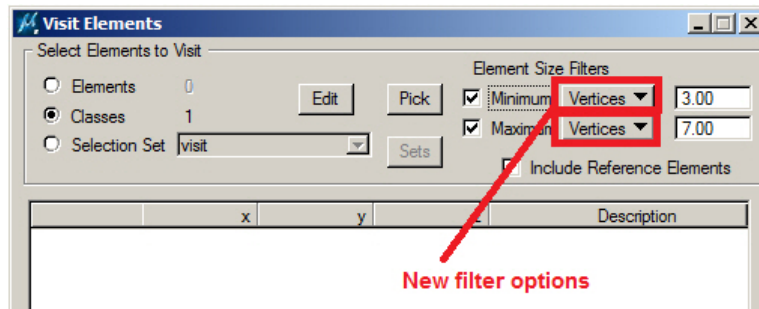 Visit Elements
Select Elements to Visit
Element Size Filters
Elements 0
Edit Pick Minimum Vertices 3.00
Classes 1
Maximum Vertices 7.00
Selection Set visit Sets
Include Reference Elements
x y z Description
New filter options